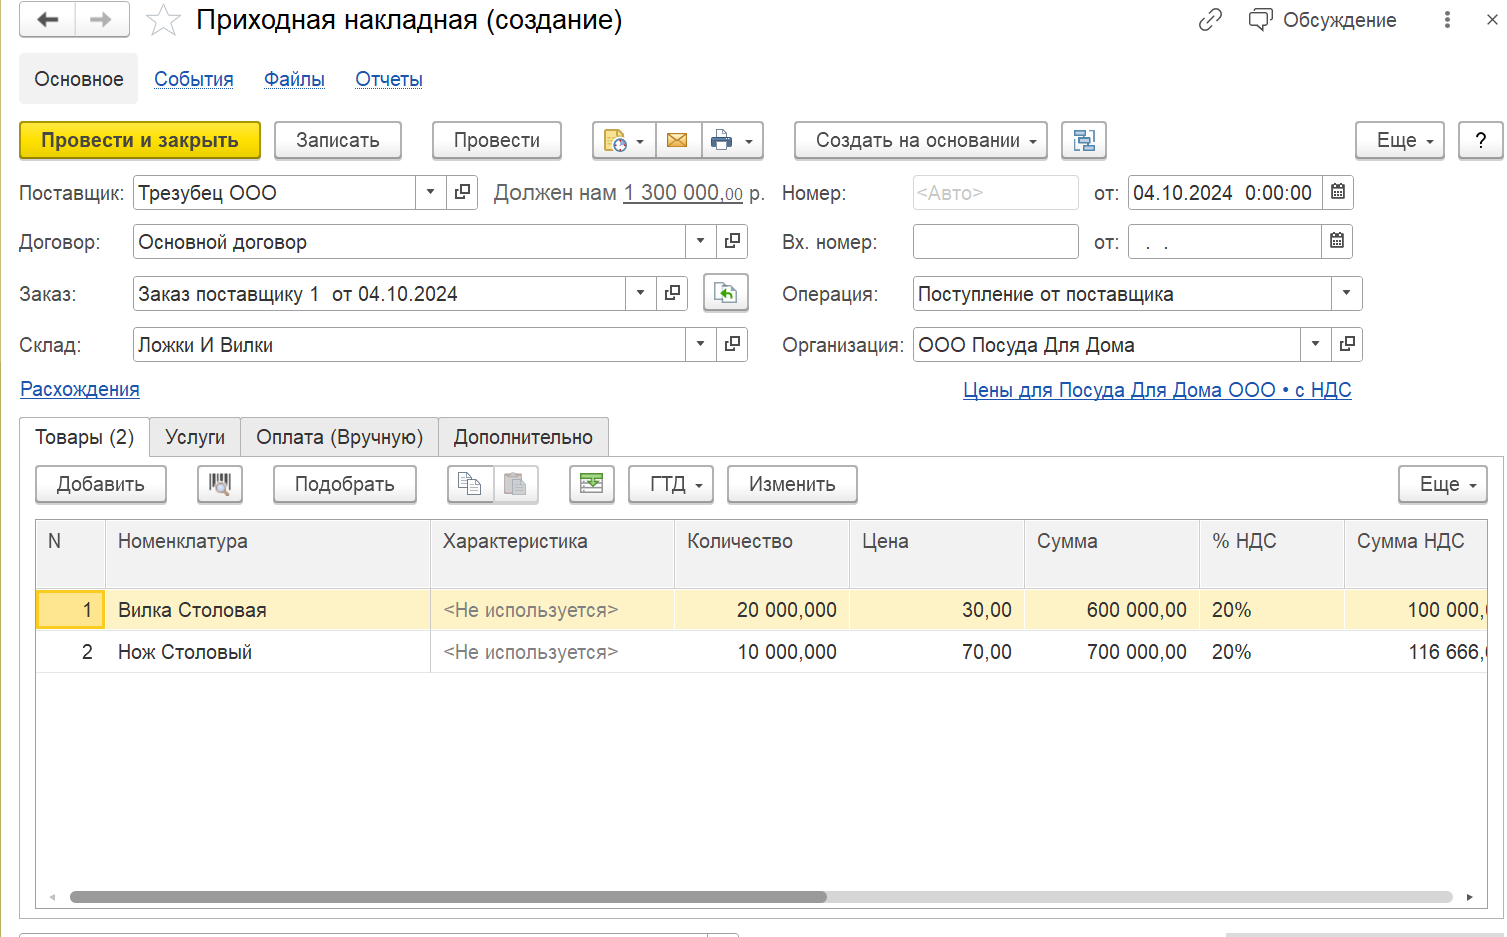 Приходная накладная (создание) Обсуждение
Основное События Файлы Отчеты
Провести и закрыть Записать Провести Создать на основании Еще ?
Поставщик: Трезубец ООО Должен нам 1 300 000,00 р. Номер: <Авто> от: 04.10.2024 0:00:00
Договор: Основной договор Вх. номер: от: . .
Заказ: Заказ поставщику 1 от 04.10.2024 Операция: Поступление от поставщика
Склад: Ложки И Вилки Организация: ООО Посуда Для Дома
Расхождения Цены для Посуда Для Дома ООО • с НДС
Товары (2) Услуги Оплата (Вручную) Дополнительно
Добавить Подобрать ГТД Изменить Еще
N Номенклатура Характеристика Количество Цена Сумма % НДС Сумма НДС
1 Вилка Столовая <Не используется> 20 000,000 30,00 600 000,00 20% 100 000,
2 Нож Столовый <Не используется> 10 000,000 70,00 700 000,00 20% 116 666,